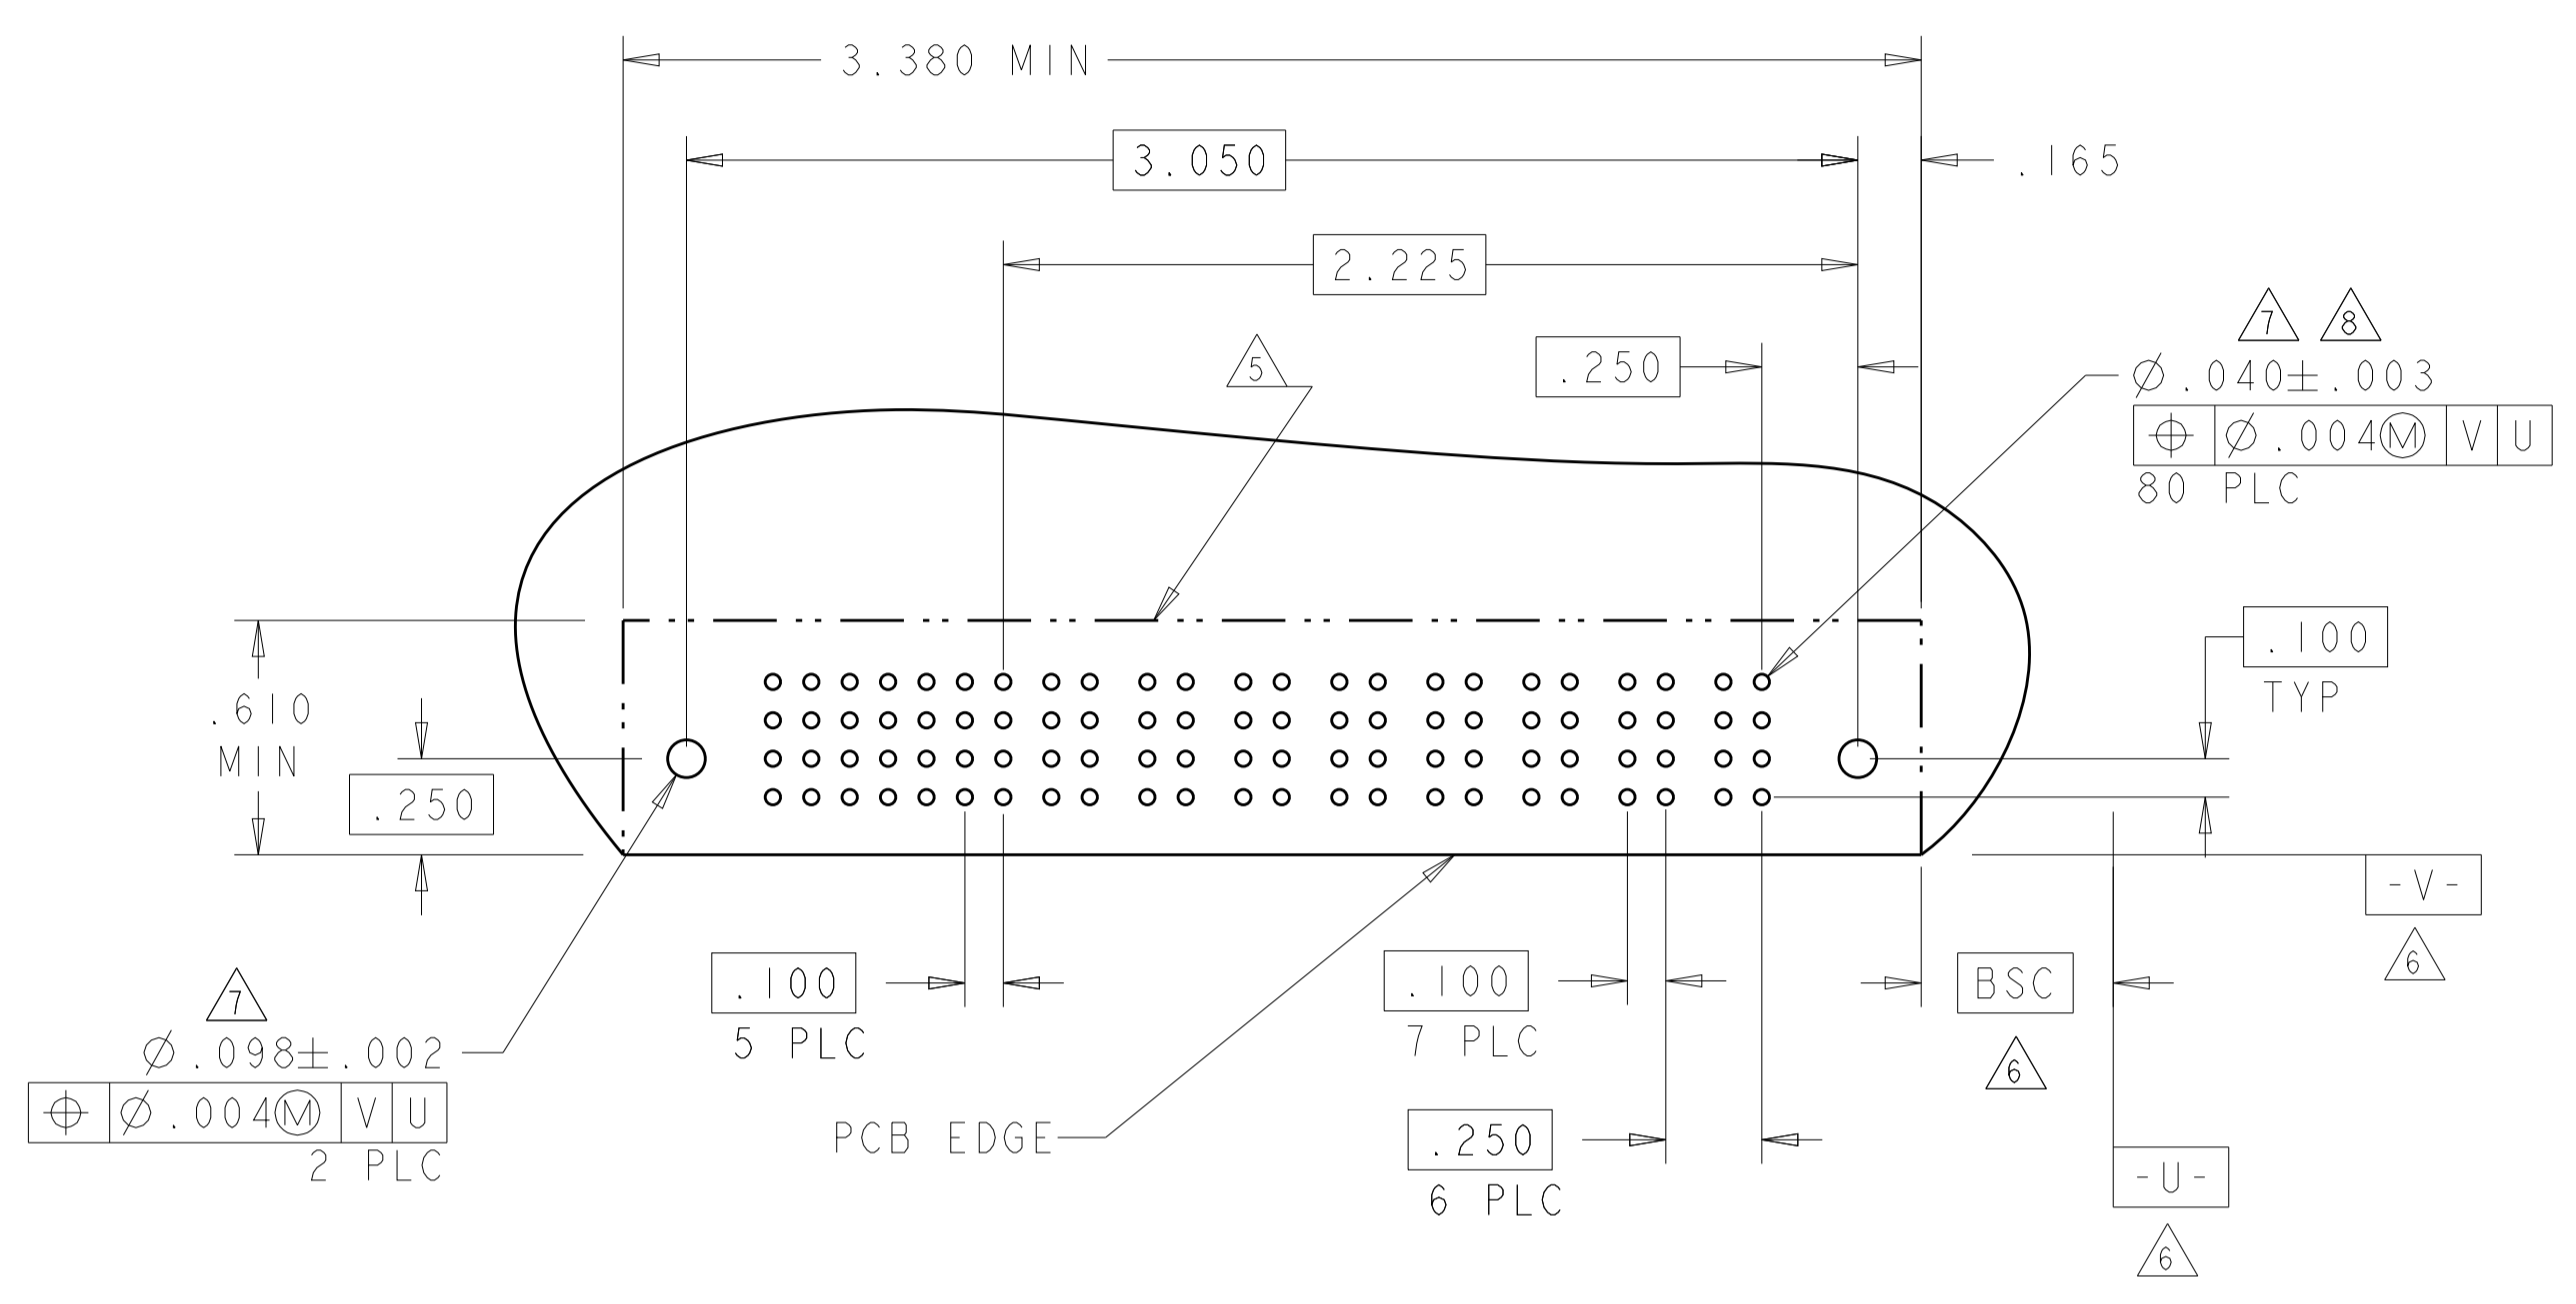 3.380 MIN
3.050
.165
2.225
7 8
5
.250
⌀.040±.003
⌖ ⌀.004Ⓜ V U
80 PLC
.100
TYP
.610
MIN
.250
-V-
6
.100
5 PLC
.100
7 PLC
BSC
6
7
⌀.098±.002
⌖ ⌀.004Ⓜ V U
2 PLC
PCB EDGE
.250
6 PLC
-U-
6